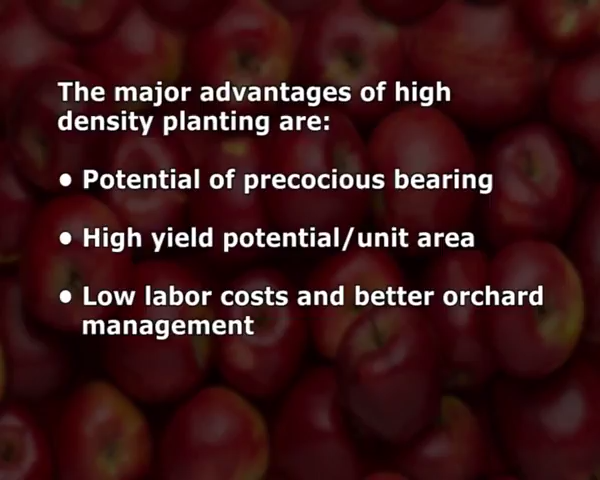 The major advantages of high
density planting are:
• Potential of precocious bearing
• High yield potential/unit area
• Low labor costs and better orchard
management